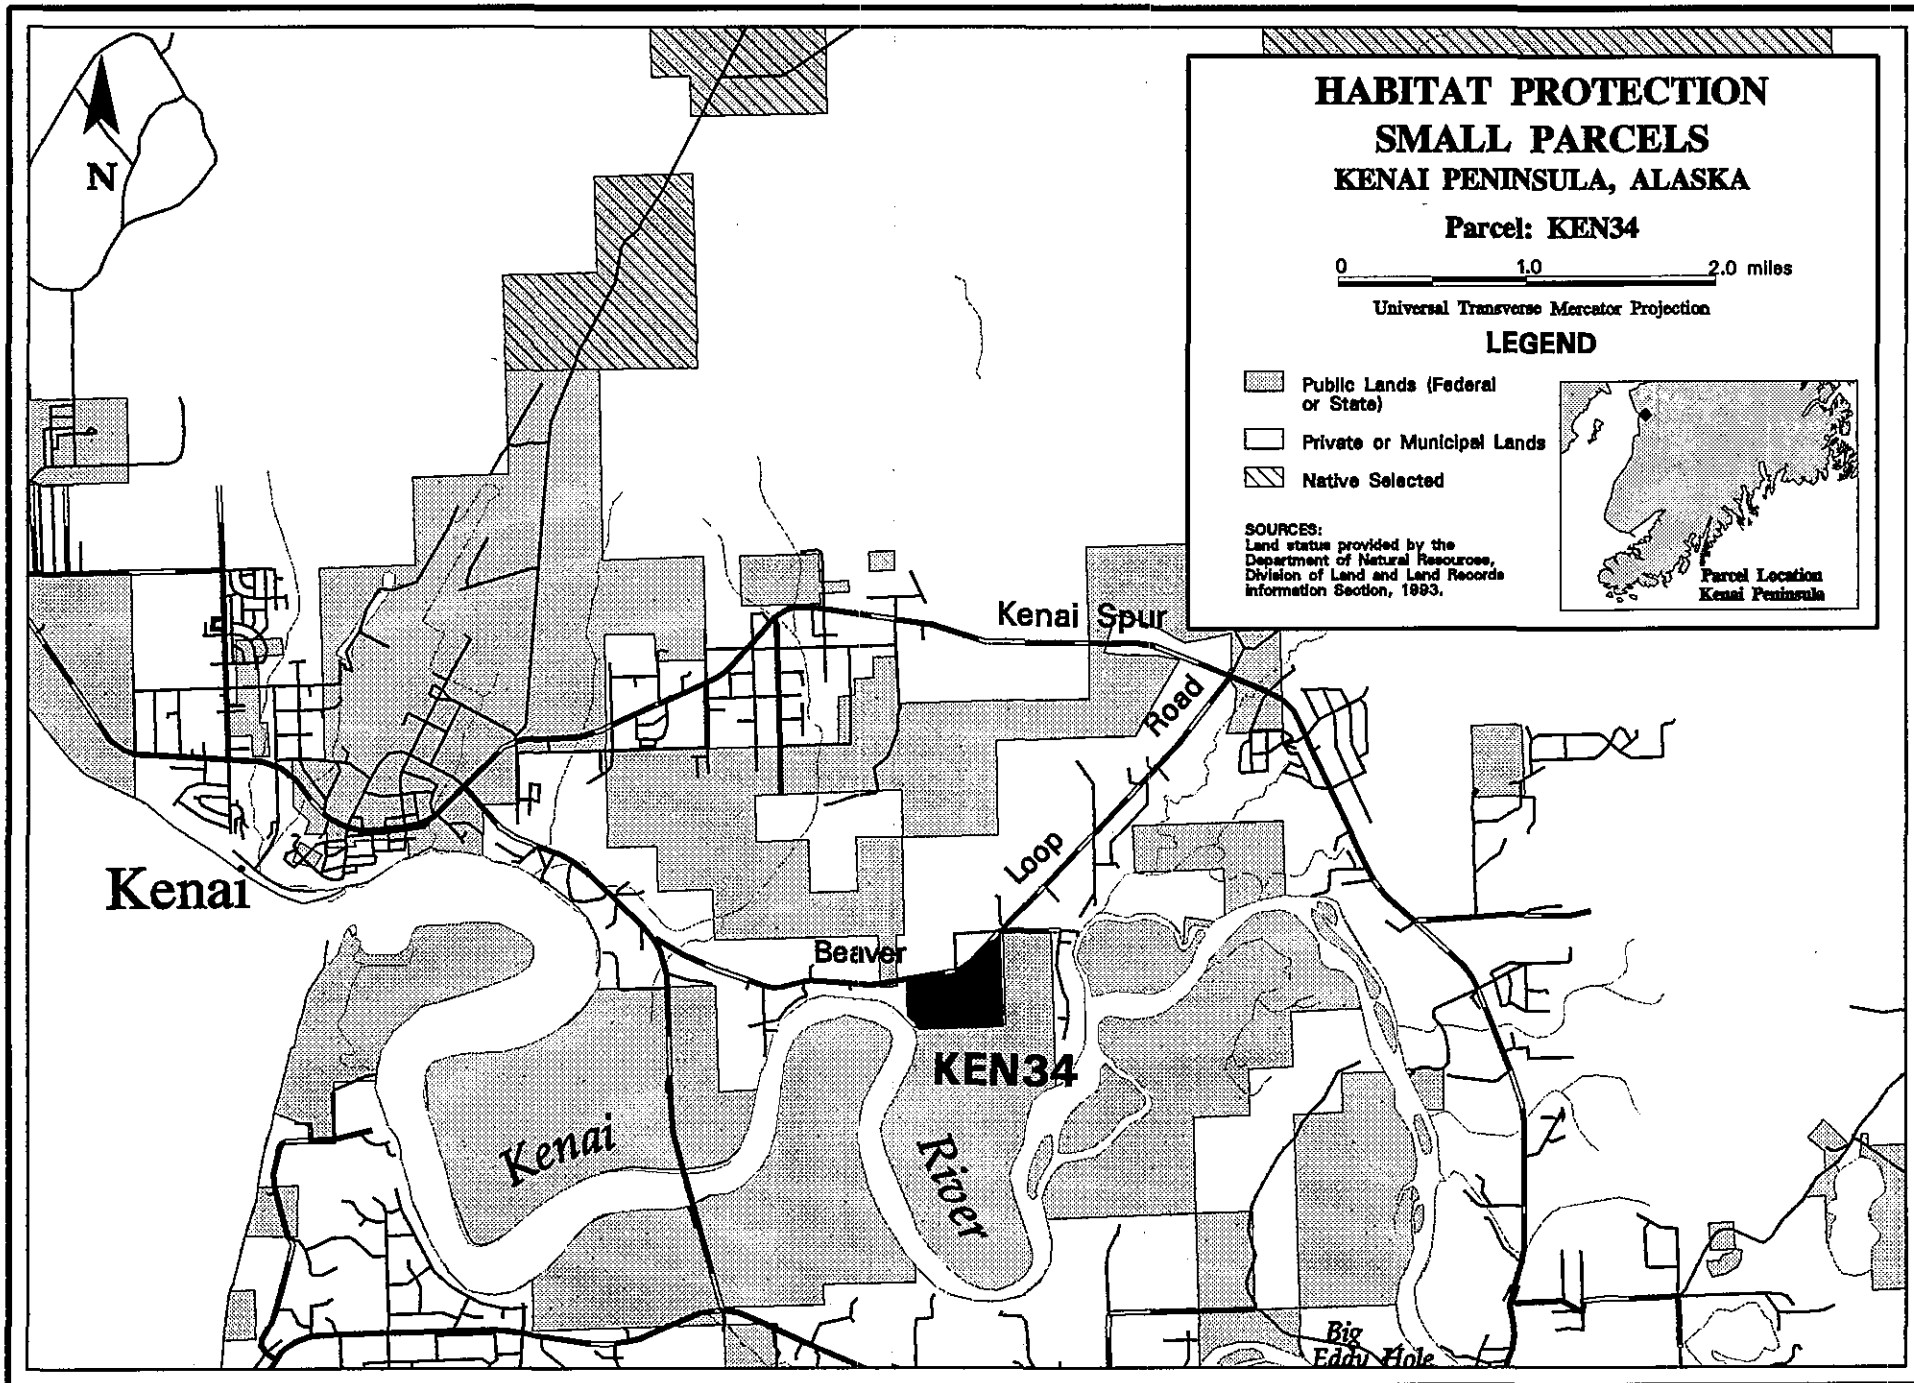 N
HABITAT PROTECTION
SMALL PARCELS
KENAI PENINSULA, ALASKA
Parcel: KEN34
0 1.0 2.0 miles
Universal Transverse Mercator Projection
LEGEND
Public Lands (Federal
or State)
Private or Municipal Lands
Native Selected
SOURCES:
Land status provided by the
Department of Natural Resources,
Division of Land and Land Records
Information Section, 1993.
Parcel Location
Kenai Peninsula
Kenai Spur
Road
Loop
Beaver
Kenai
KEN34
Kenai
River
Big
Eddy Hole